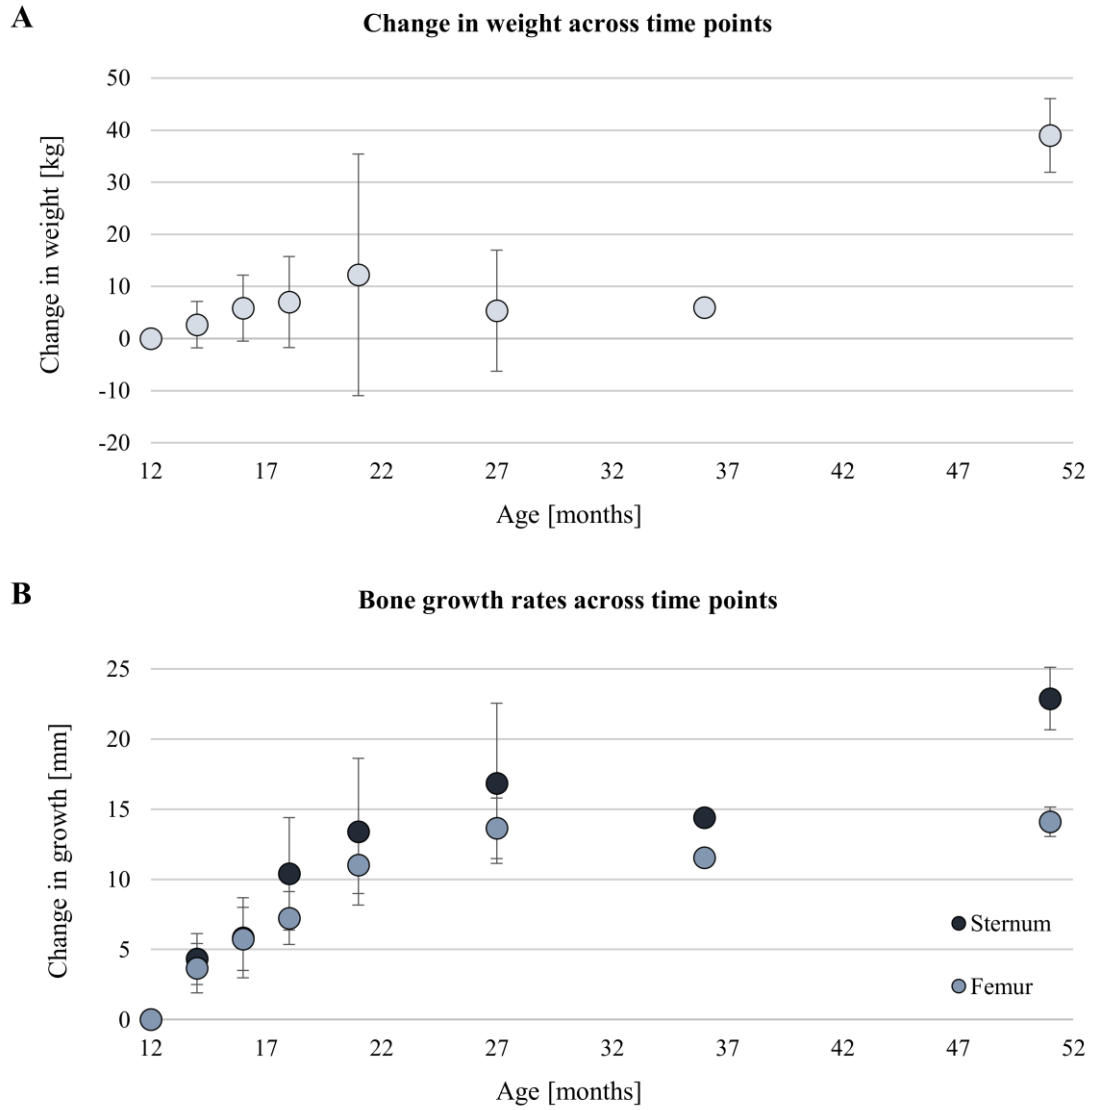 A
Change in weight across time points
50
40
30
20
10
0
-10
-20
Change in weight [kg]
12 17 22 27 32 37 42 47 52
Age [months]
B
Bone growth rates across time points
25
20
15
10
5
0
Change in growth [mm]
Sternum
Femur
12 17 22 27 32 37 42 47 52
Age [months]